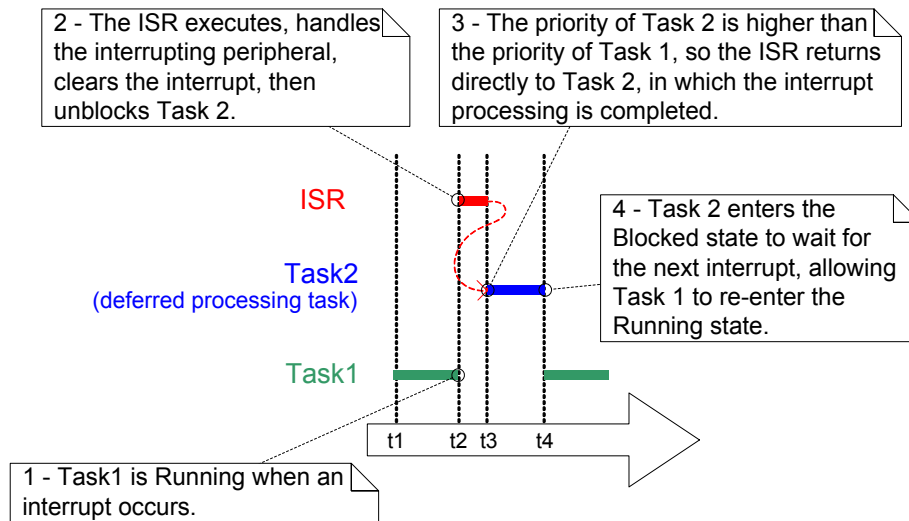 2 - The ISR executes, handles
the interrupting peripheral,
clears the interrupt, then
unblocks Task 2.
3 - The priority of Task 2 is higher than
the priority of Task 1, so the ISR returns
directly to Task 2, in which the interrupt
processing is completed.
ISR
4 - Task 2 enters the
Blocked state to wait for
the next interrupt, allowing
Task 1 to re-enter the
Running state.
Task2
(deferred processing task)
Task1
t1 t2 t3 t4
1 - Task1 is Running when an
interrupt occurs.